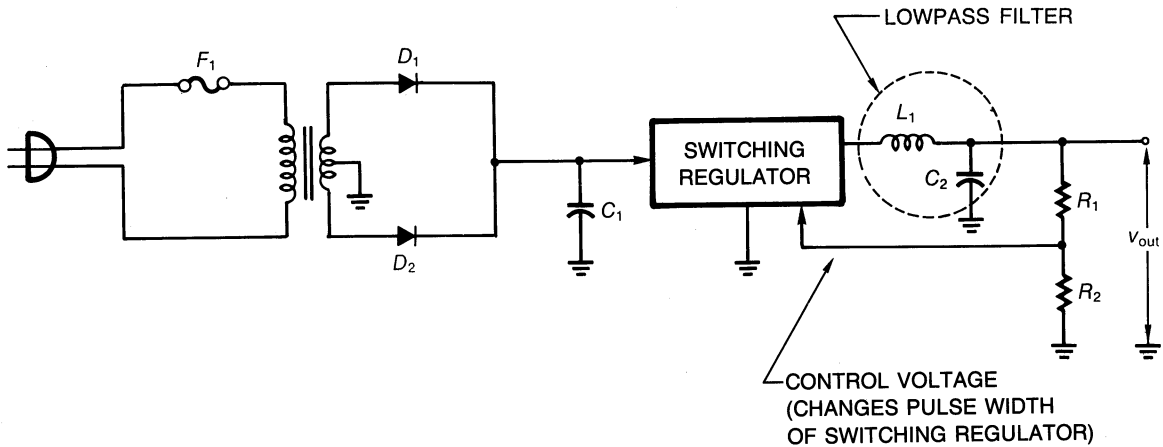 LOWPASS FILTER
F1
D1
L1
SWITCHING
REGULATOR
C1
C2
R1
D2
Vout
R2
CONTROL VOLTAGE
(CHANGES PULSE WIDTH
OF SWITCHING REGULATOR)